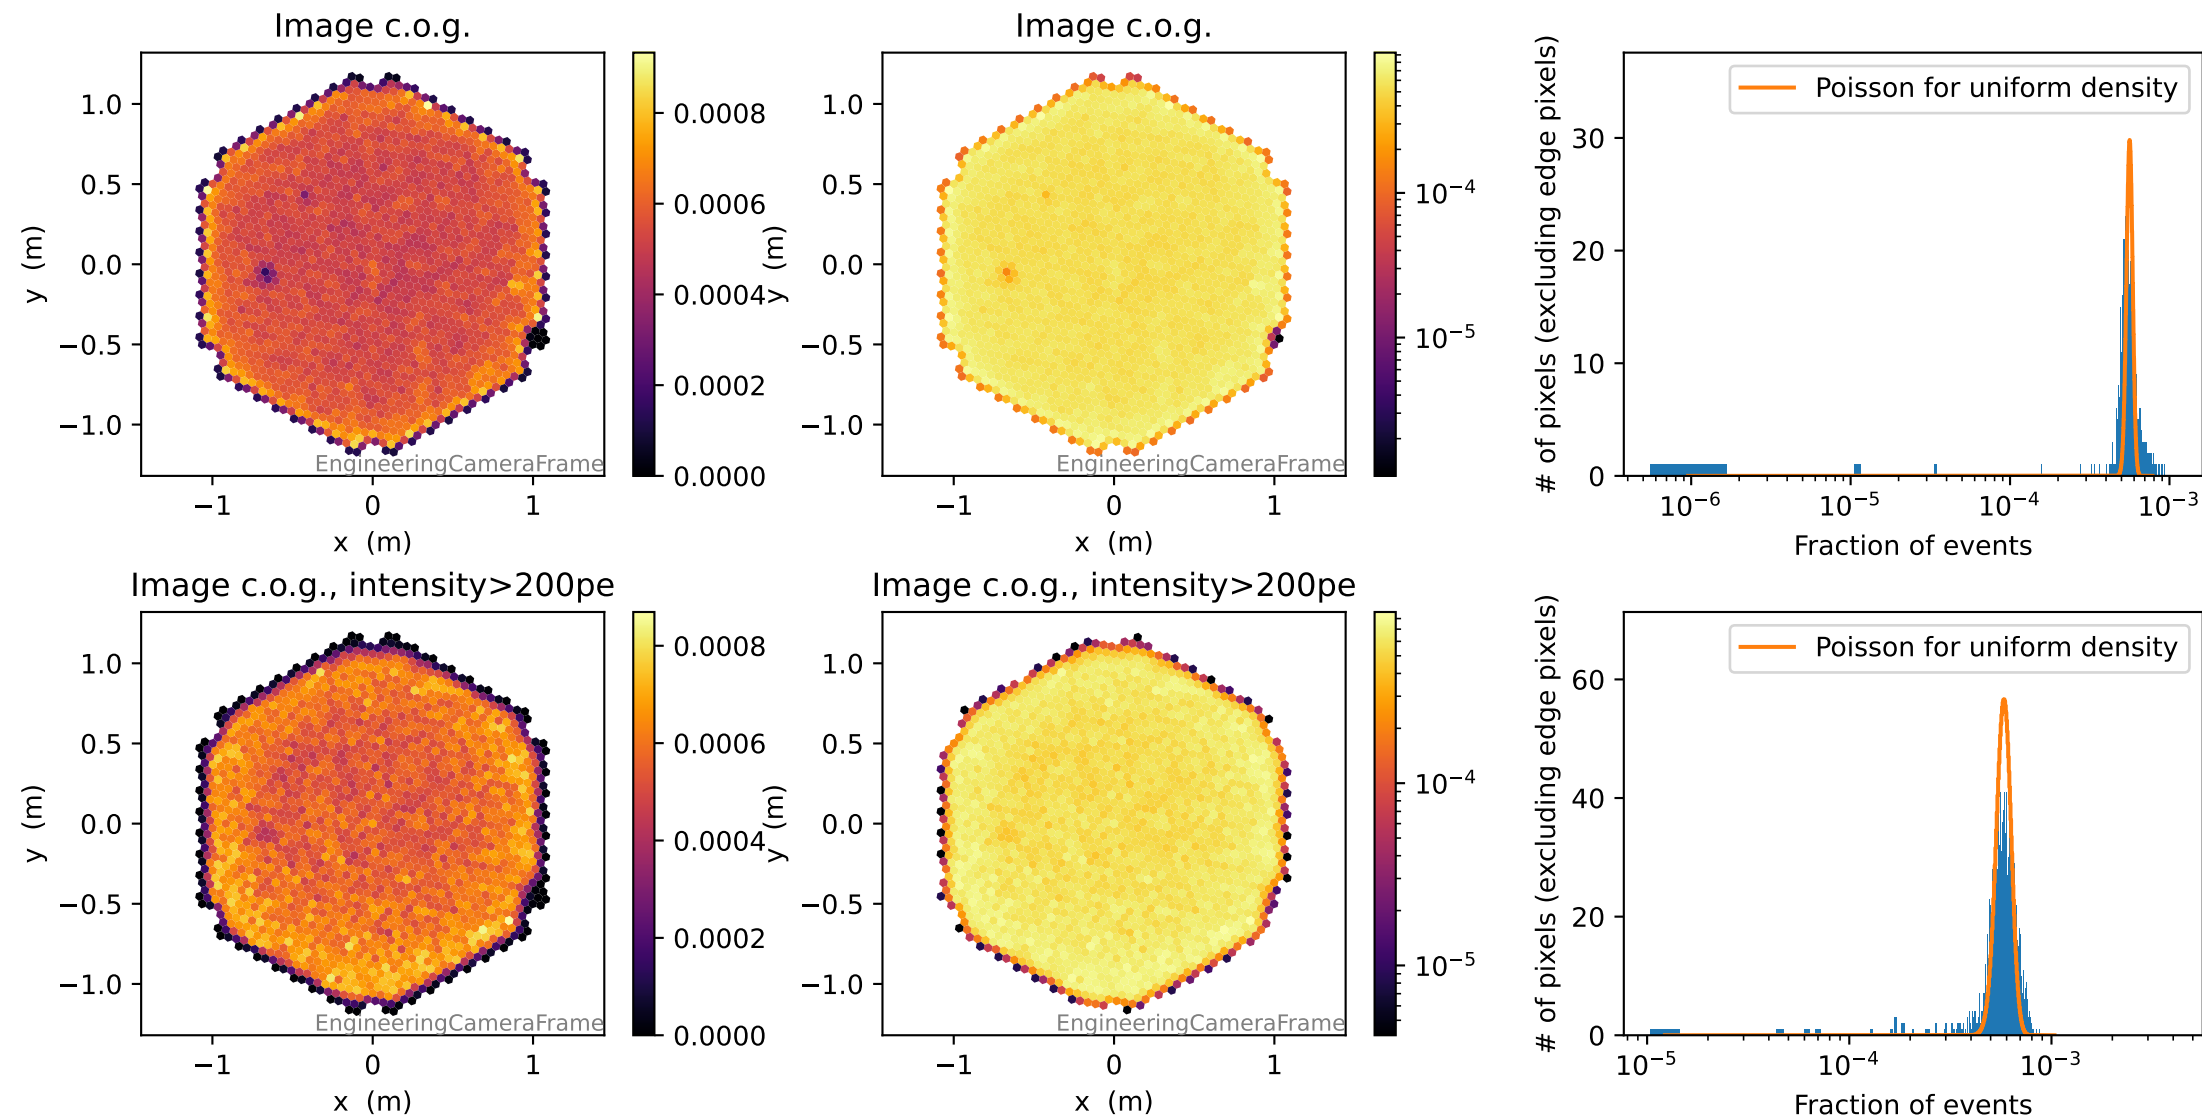 Image c.o.g.
1.0
0.5
0.0
−0.5
−1.0
y (m)
−1
0
1
x (m)
EngineeringCameraFrame
0.0008
0.0006
0.0004
0.0002
0.0000
Image c.o.g.
1.0
0.5
0.0
−0.5
−1.0
y (m)
−1
0
1
x (m)
EngineeringCameraFrame
10⁻⁴
10⁻⁵
# of pixels (excluding edge pixels)
30
20
10
0
Poisson for uniform density
10⁻⁶
10⁻⁵
10⁻⁴
10⁻³
Fraction of events
Image c.o.g., intensity>200pe
1.0
0.5
0.0
−0.5
−1.0
y (m)
−1
0
1
x (m)
EngineeringCameraFrame
0.0008
0.0006
0.0004
0.0002
0.0000
Image c.o.g., intensity>200pe
1.0
0.5
0.0
−0.5
−1.0
y (m)
−1
0
1
x (m)
EngineeringCameraFrame
10⁻⁴
10⁻⁵
# of pixels (excluding edge pixels)
60
40
20
0
Poisson for uniform density
10⁻⁵
10⁻⁴
10⁻³
Fraction of events